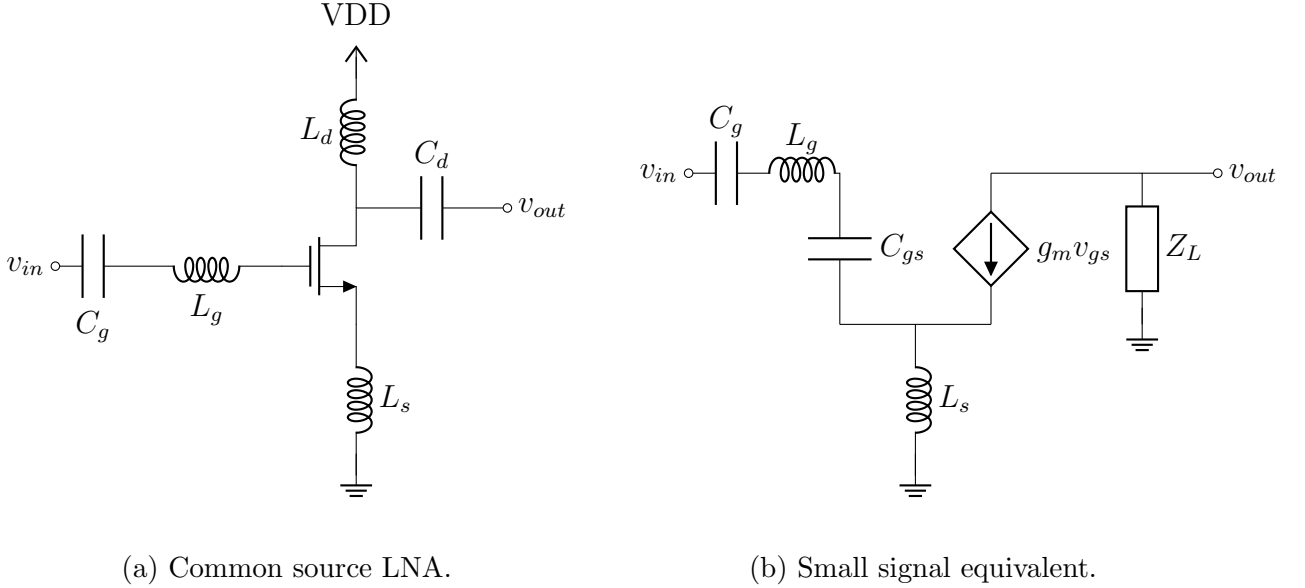 VDD
L_d
C_d
v_out
v_in
C_g
L_g
L_s
(a) Common source LNA.
C_g
L_g
v_in
v_out
C_gs
g_m v_gs
Z_L
L_s
(b) Small signal equivalent.